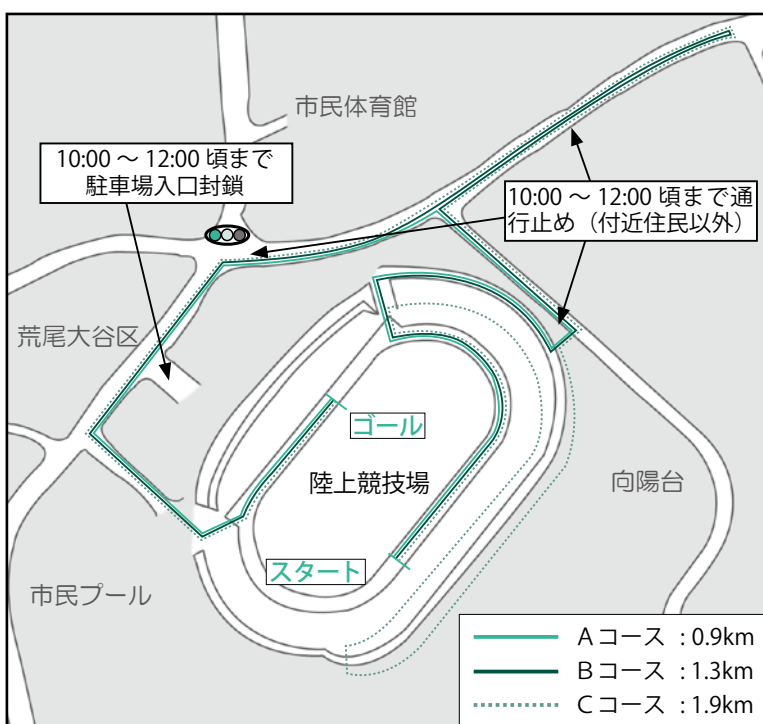 市民体育館
10:00 ～ 12:00 頃まで
駐車場入口封鎖
10:00 ～ 12:00 頃まで通
行止め（付近住民以外）
荒尾大谷区
ゴール
陸上競技場
向陽台
スタート
市民プール
Aコース : 0.9km
Bコース : 1.3km
Cコース : 1.9km